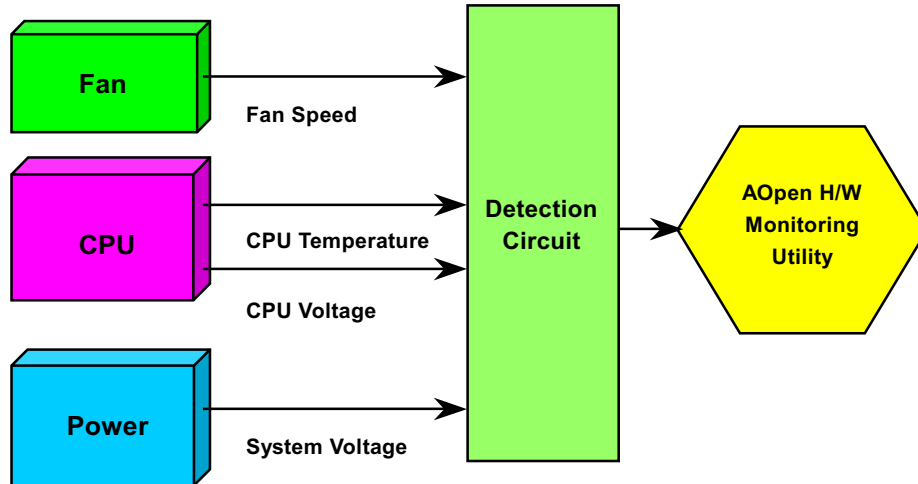 Fan
Fan Speed
CPU
CPU Temperature
CPU Voltage
Power
System Voltage
Detection
Circuit
AOpen H/W
Monitoring
Utility